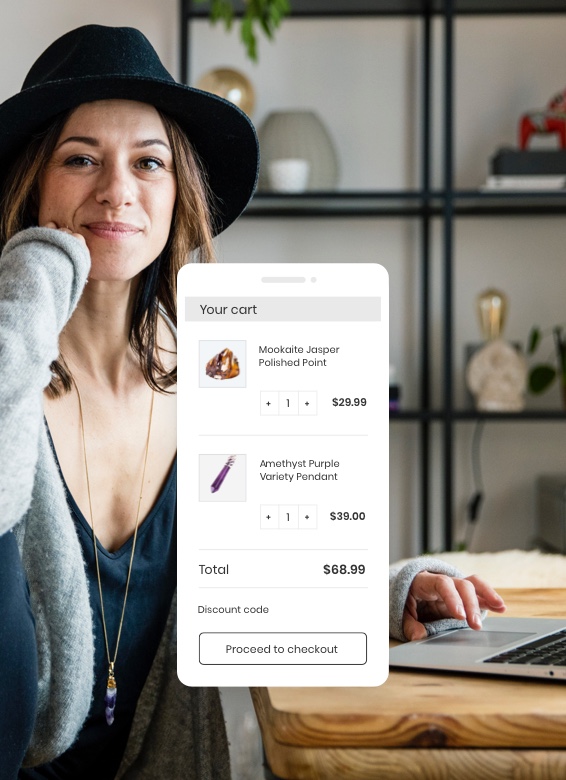 Your cart
Mookaite Jasper
Polished Point
+ 1 + $29.99
Amethyst Purple
Variety Pendant
+ 1 + $39.00
Total $68.99
Discount code
Proceed to checkout